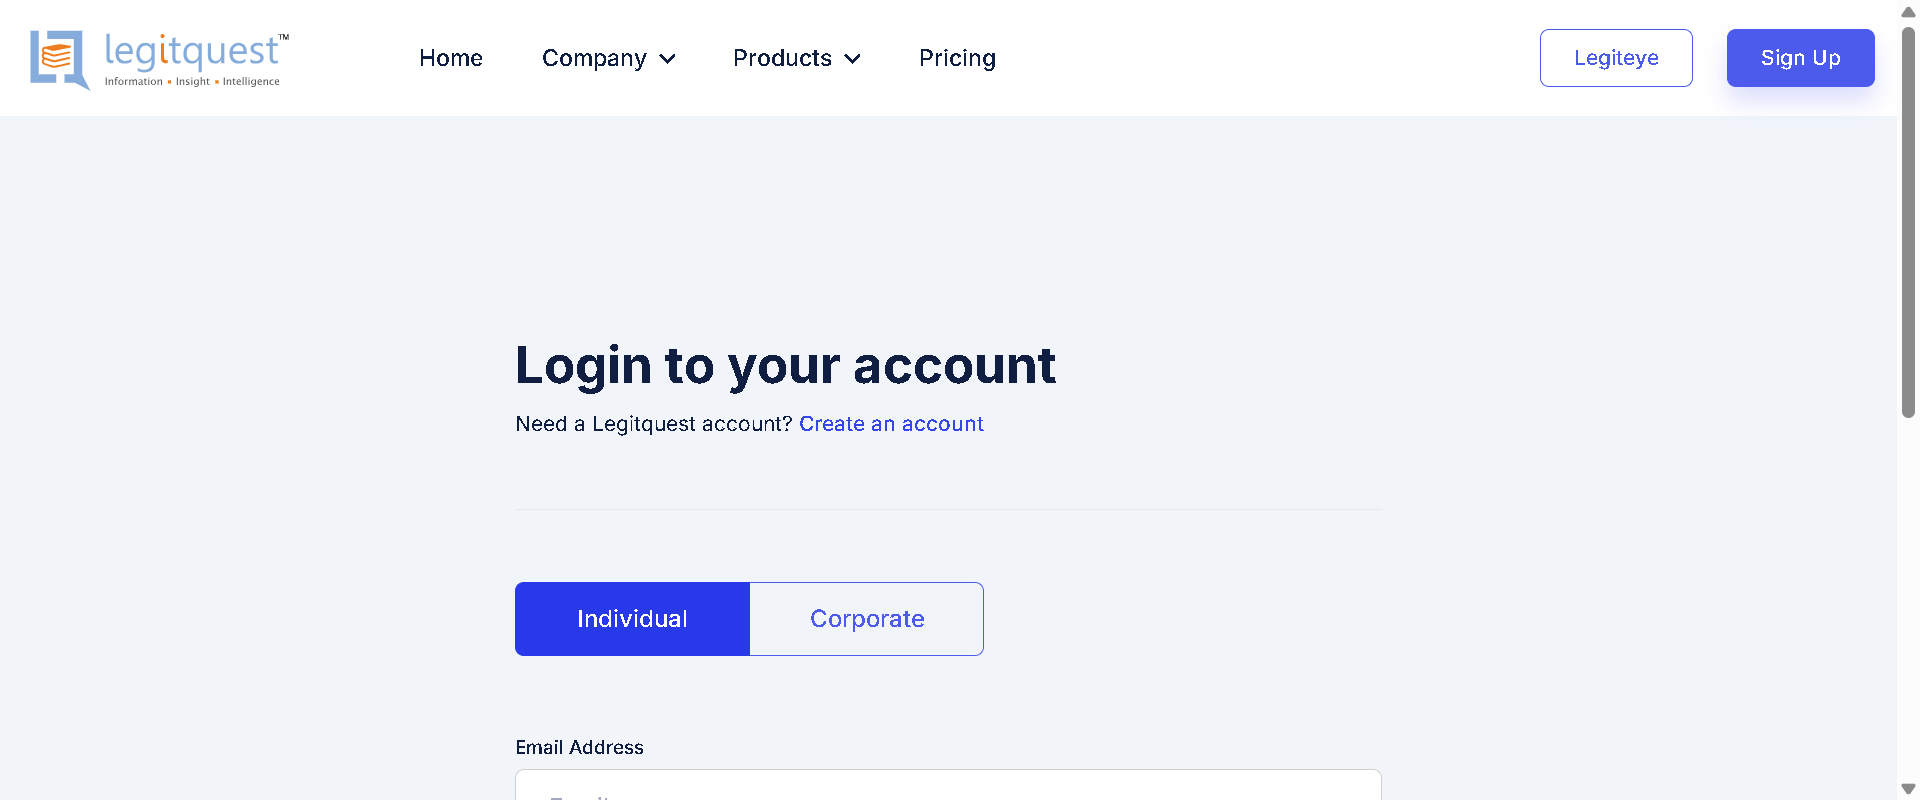 legitquest™
Information • Insight • Intelligence
Home
Company
Products
Pricing
Legiteye
Sign Up
Login to your account
Need a Legitquest account? Create an account
Individual
Corporate
Email Address